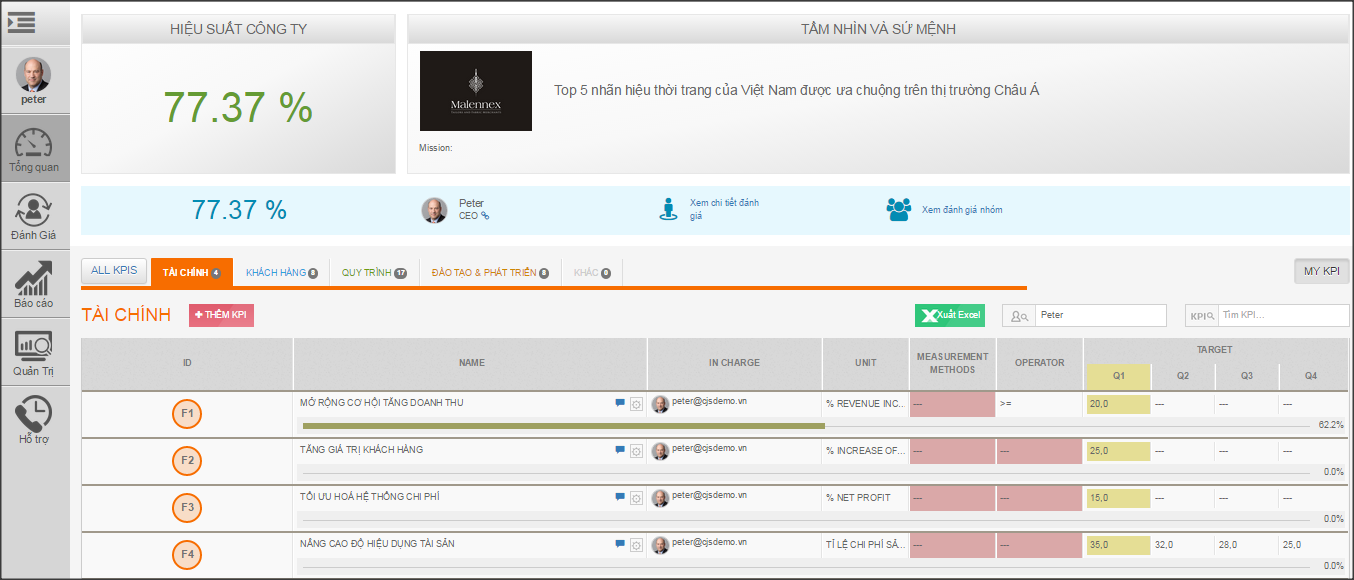 HIỆU SUẤT CÔNG TY
TẦM NHÌN VÀ SỨ MỆNH
77.37 %
Malennex
Top 5 nhãn hiệu thời trang của Việt Nam được ưa chuộng trên thị trường Châu Á
Mission:
peter
Tổng quan
Đánh Giá
Báo cáo
Quản Trị
Hỗ trợ
77.37 %
Peter
CEO
Xem chi tiết đánh
giá
Xem đánh giá nhóm
ALL KPIS
TÀI CHÍNH 4
KHÁCH HÀNG 8
QUY TRÌNH 17
ĐÀO TẠO & PHÁT TRIỂN 8
KHÁC 0
MY KPI
TÀI CHÍNH
+ THÊM KPI
Xuất Excel
Peter
KPI
Tìm KPI...
ID
NAME
IN CHARGE
UNIT
MEASUREMENT
METHODS
OPERATOR
TARGET
Q1 Q2 Q3 Q4
F1 MỞ RỘNG CƠ HỘI TĂNG DOANH THU peter@cjsdemo.vn % REVENUE INC... --- >= 20,0 --- --- ---
62.2%
F2 TĂNG GIÁ TRỊ KHÁCH HÀNG peter@cjsdemo.vn % INCREASE OF... --- --- 25,0 --- --- ---
0.0%
F3 TỐI ƯU HOÁ HỆ THỐNG CHI PHÍ peter@cjsdemo.vn % NET PROFIT --- --- 15,0 --- --- ---
0.0%
F4 NÂNG CAO ĐỘ HIỆU DỤNG TÀI SẢN peter@cjsdemo.vn TỈ LỆ CHI PHÍ SẢ... --- --- 35,0 32,0 28,0 25,0
0.0%